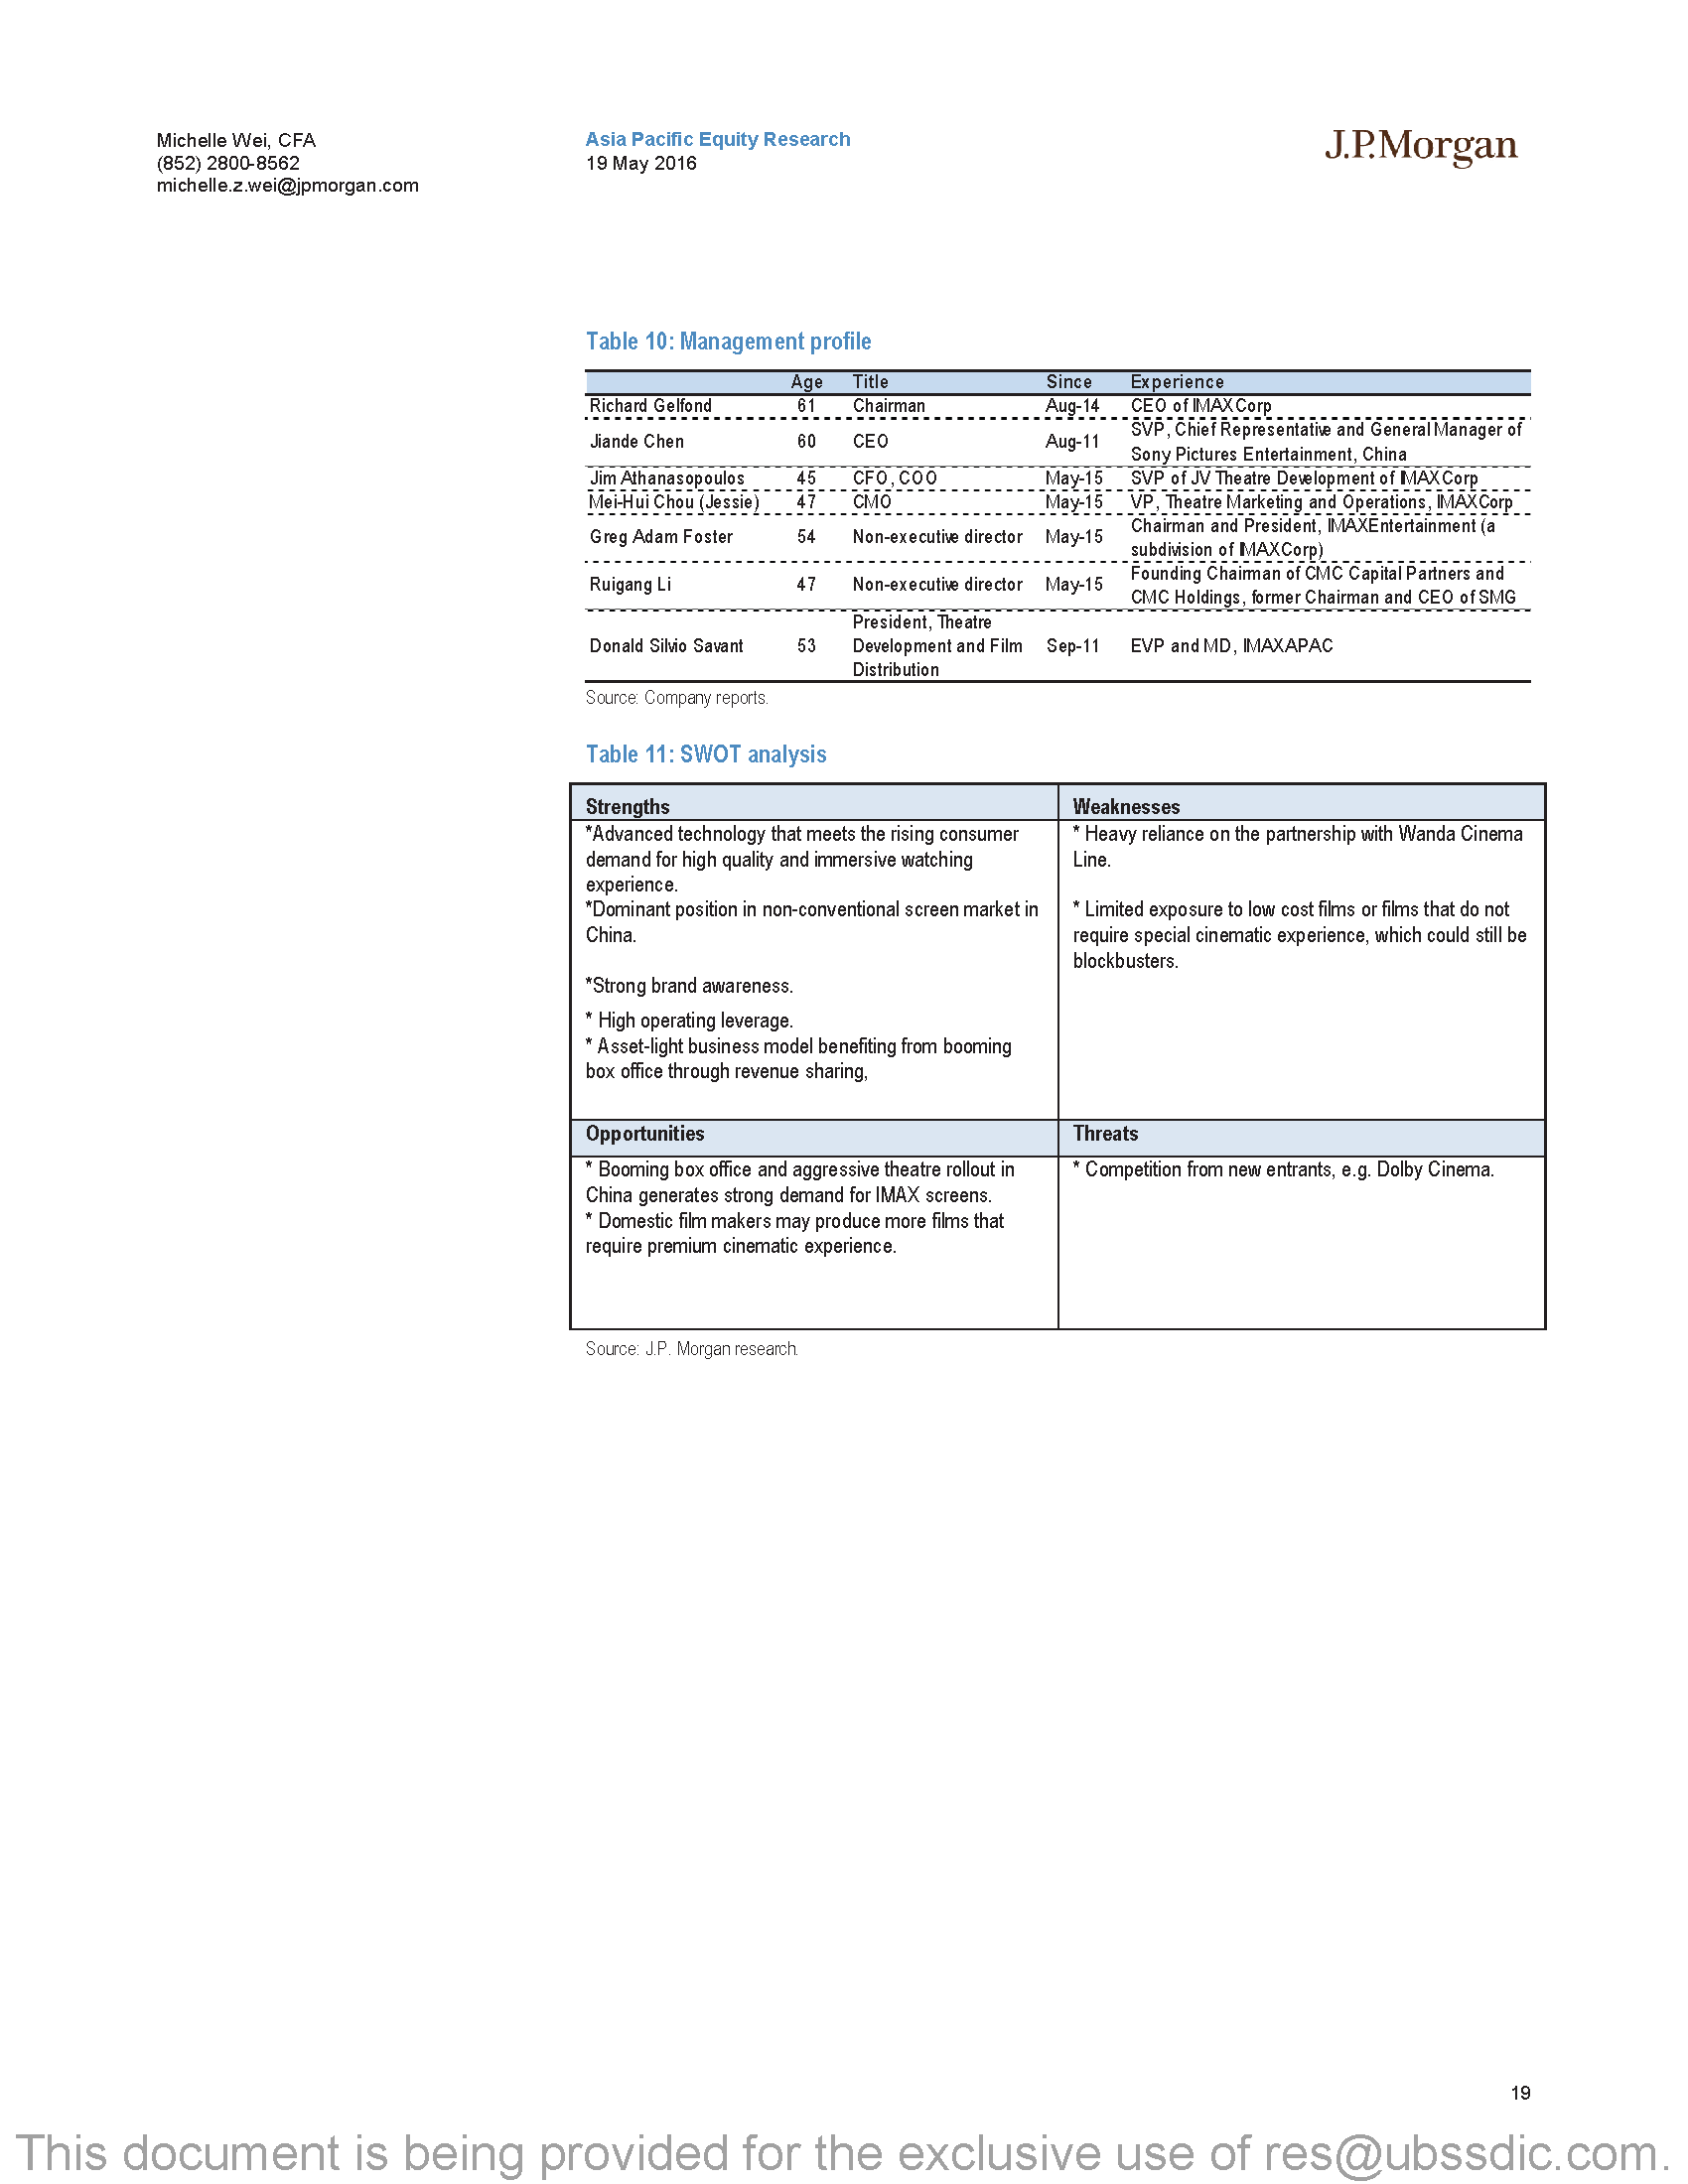 Michelle Wei, CFA
(852) 2800-8562
michelle.z.wei@jpmorgan.com
Asia Pacific Equity Research
19 May 2016
J.P.Morgan
Table 10: Management profile
Age Title Since Experience
Richard Gelfond 61 Chairman Aug-14 CEO of IMAX Corp
Jiande Chen 60 CEO Aug-11 SVP, Chief Representative and General Manager of
Sony Pictures Entertainment, China
Jim Athanasopoulos 45 CFO, COO May-15 SVP of JV Theatre Development of IMAX Corp
Mei-Hui Chou (Jessie) 47 CMO May-15 VP, Theatre Marketing and Operations, IMAX Corp
Greg Adam Foster 54 Non-executive director May-15 Chairman and President, IMAX Entertainment (a
subdivision of IMAX Corp)
Ruigang Li 47 Non-executive director May-15 Founding Chairman of CMC Capital Partners and
CMC Holdings, former Chairman and CEO of SMG
President, Theatre
Donald Silvio Savant 53 Development and Film Sep-11 EVP and MD, IMAX APAC
Distribution
Source: Company reports.
Table 11: SWOT analysis
Strengths
*Advanced technology that meets the rising consumer
demand for high quality and immersive watching
experience.
*Dominant position in non-conventional screen market in
China.
*Strong brand awareness.
* High operating leverage.
* Asset-light business model benefiting from booming
box office through revenue sharing,
Weaknesses
* Heavy reliance on the partnership with Wanda Cinema
Line.
* Limited exposure to low cost films or films that do not
require special cinematic experience, which could still be
blockbusters.
Opportunities
* Booming box office and aggressive theatre rollout in
China generates strong demand for IMAX screens.
* Domestic film makers may produce more films that
require premium cinematic experience.
Threats
* Competition from new entrants, e.g. Dolby Cinema.
Source: J.P. Morgan research.
19
This document is being provided for the exclusive use of res@ubssdic.com.